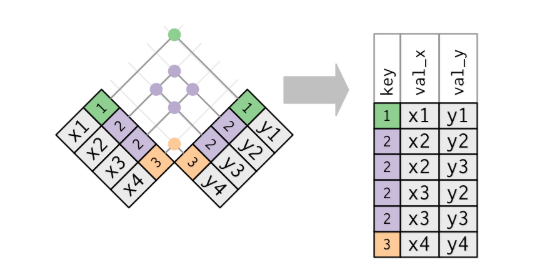 1 1
x1 2 2 y1
x2 2 2 y2
x3 3 3 y3
x4 y4
key val_x val_y
1 x1 y1
2 x2 y2
2 x2 y3
2 x3 y2
2 x3 y3
3 x4 y4